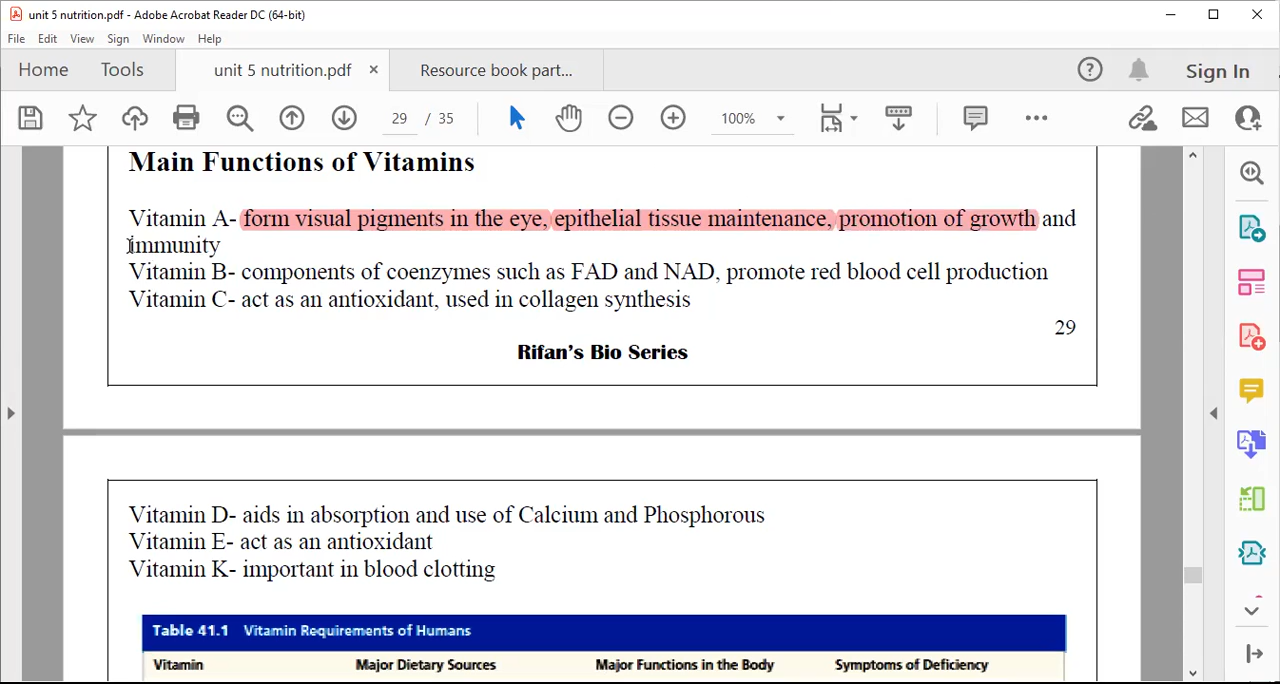 unit 5 nutrition.pdf - Adobe Acrobat Reader DC (64-bit)
File Edit View Sign Window Help
Home Tools unit 5 nutrition.pdf × Resource book part... Sign In
29 / 35 100%
Main Functions of Vitamins
Vitamin A- form visual pigments in the eye, epithelial tissue maintenance, promotion of growth and
immunity
Vitamin B- components of coenzymes such as FAD and NAD, promote red blood cell production
Vitamin C- act as an antioxidant, used in collagen synthesis
29
Rifan's Bio Series
Vitamin D- aids in absorption and use of Calcium and Phosphorous
Vitamin E- act as an antioxidant
Vitamin K- important in blood clotting
Table 41.1 Vitamin Requirements of Humans
Vitamin Major Dietary Sources Major Functions in the Body Symptoms of Deficiency